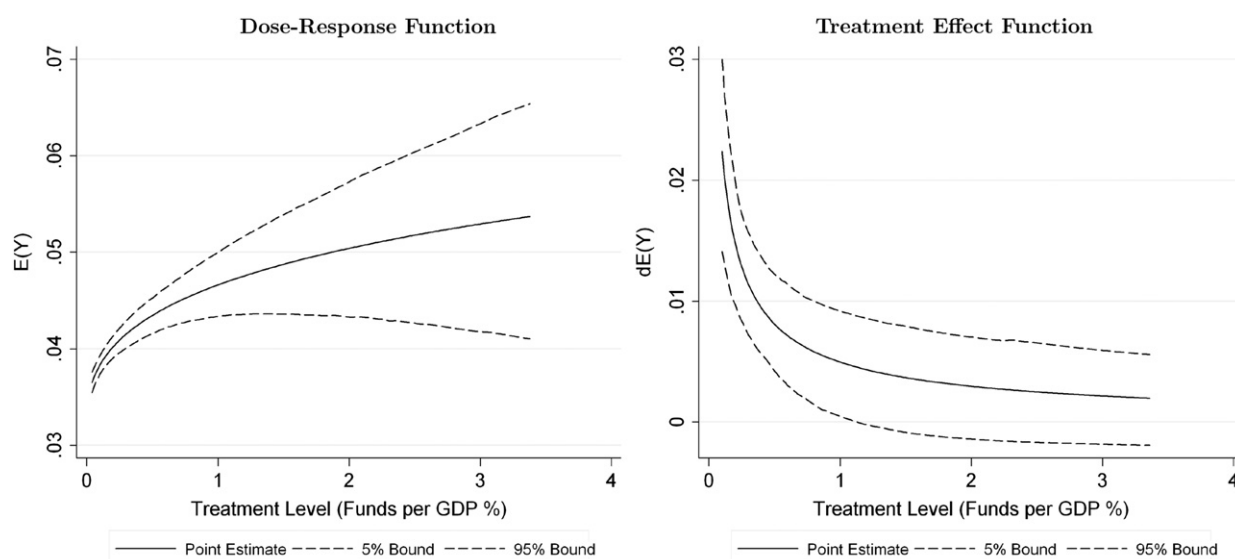 Dose-Response Function
.07
.06
.05
.04
.03
E(Y)
0 1 2 3 4
Treatment Level (Funds per GDP %)
Point Estimate 5% Bound 95% Bound
Treatment Effect Function
.03
.02
.01
0
dE(Y)
0 1 2 3 4
Treatment Level (Funds per GDP %)
Point Estimate 5% Bound 95% Bound